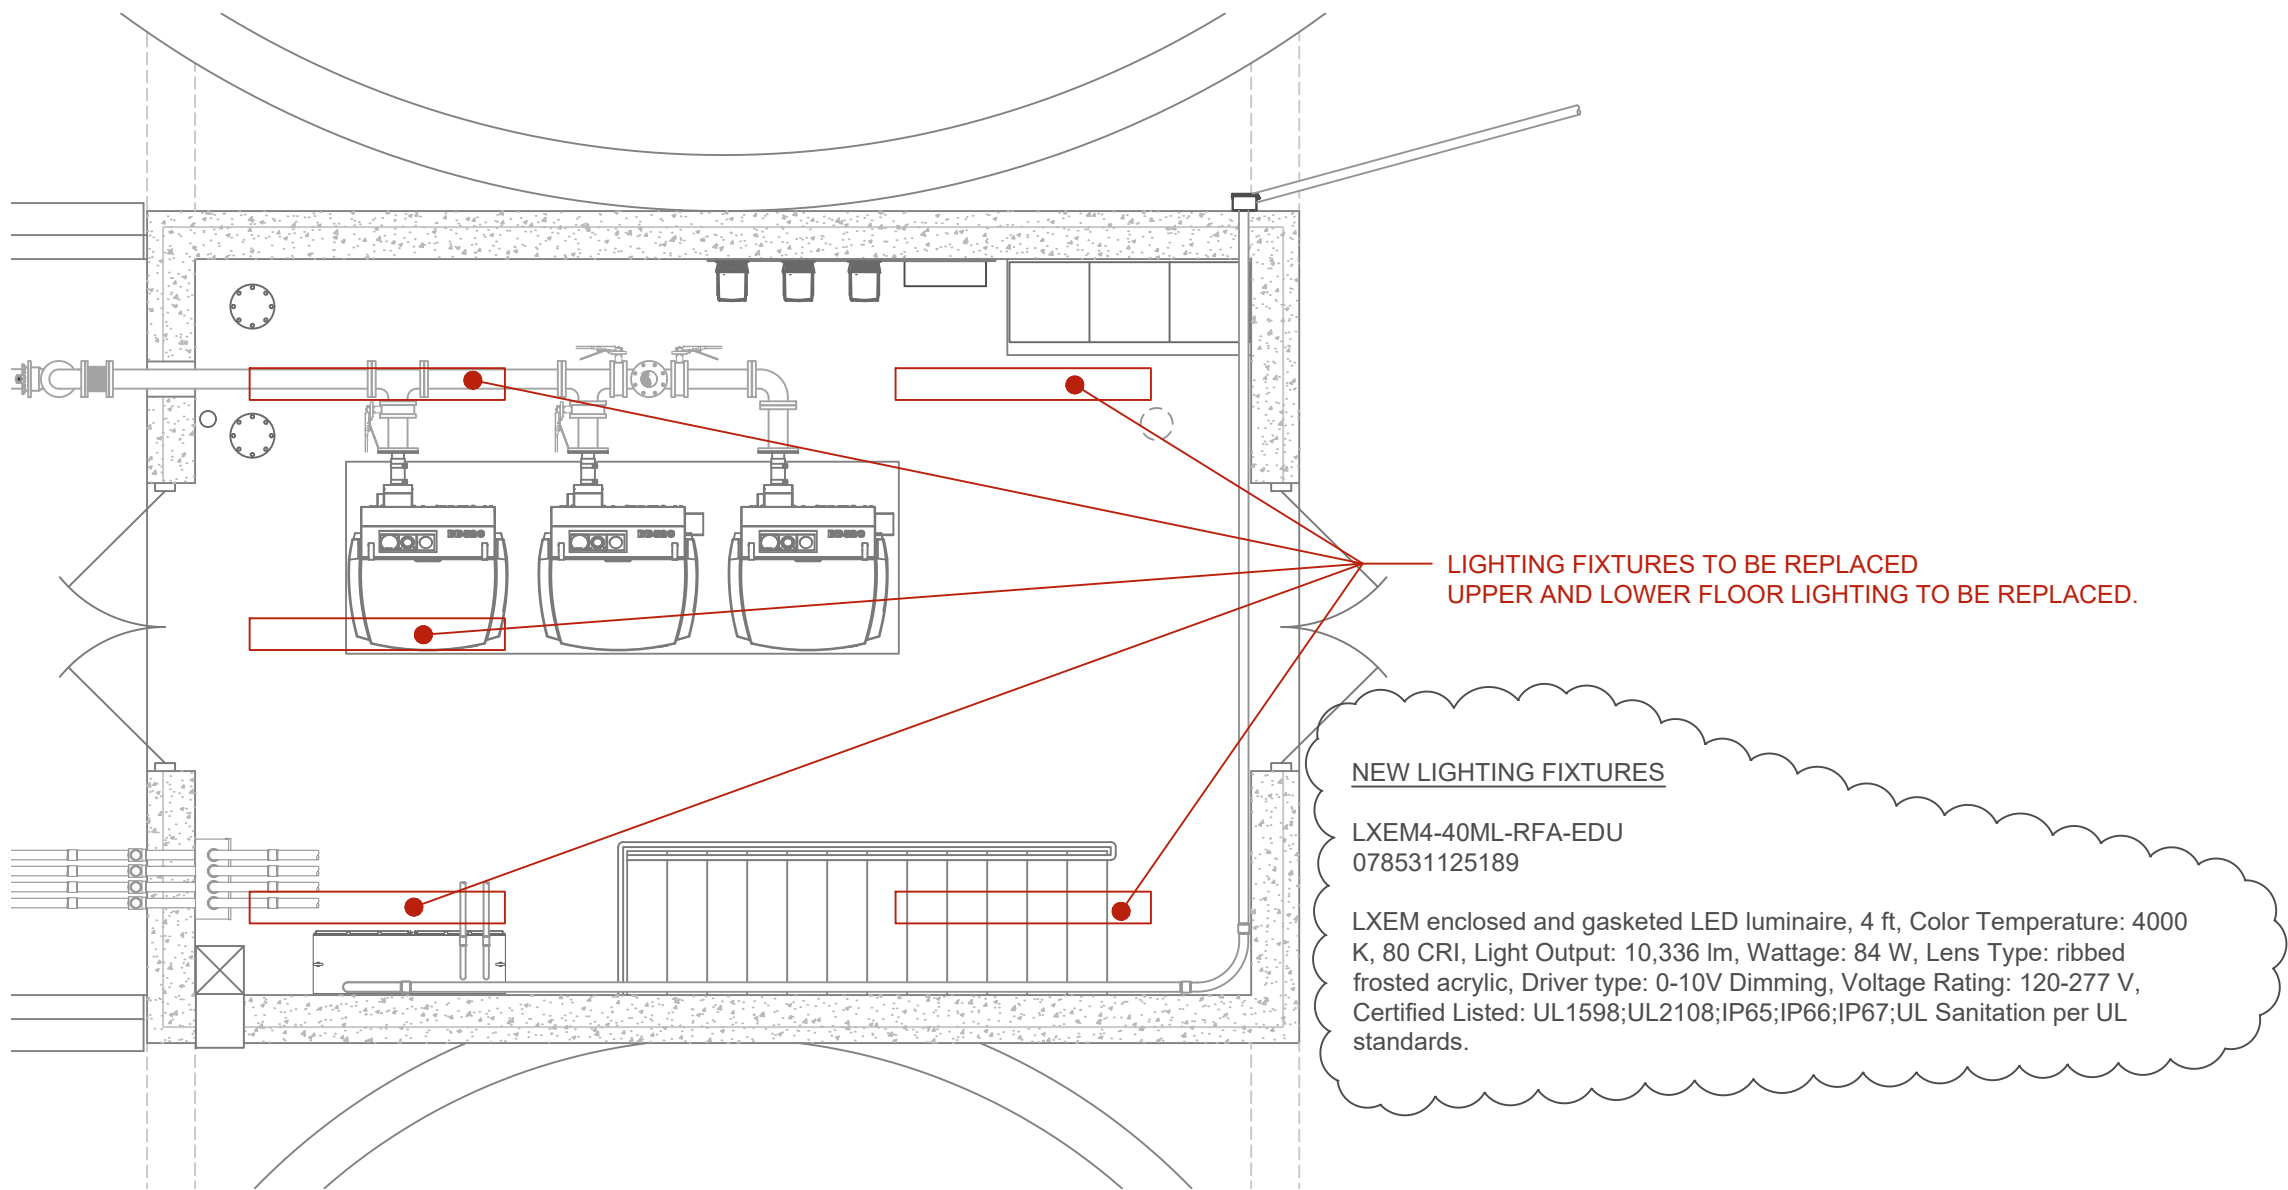 LIGHTING FIXTURES TO BE REPLACED
UPPER AND LOWER FLOOR LIGHTING TO BE REPLACED.
NEW LIGHTING FIXTURES
LXEM4-40ML-RFA-EDU
078531125189
LXEM enclosed and gasketed LED luminaire, 4 ft, Color Temperature: 4000
K, 80 CRI, Light Output: 10,336 lm, Wattage: 84 W, Lens Type: ribbed
frosted acrylic, Driver type: 0-10V Dimming, Voltage Rating: 120-277 V,
Certified Listed: UL1598;UL2108;IP65;IP66;IP67;UL Sanitation per UL
standards.